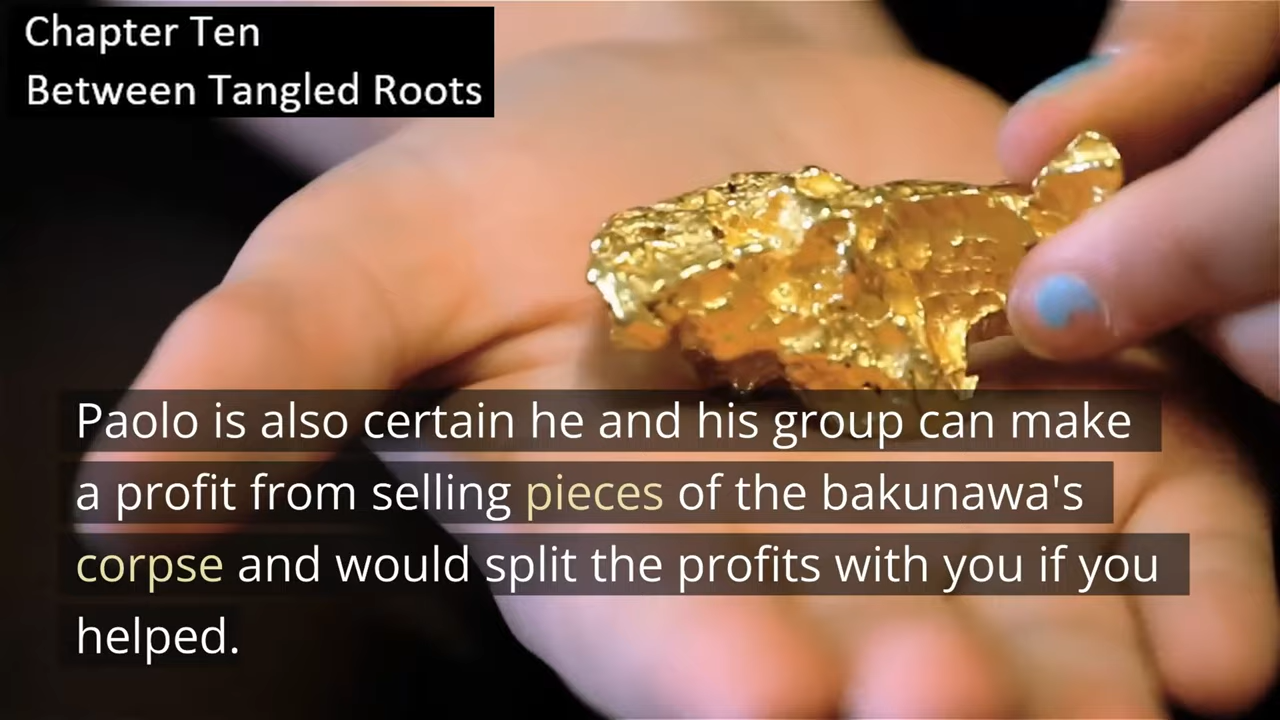 Chapter Ten
Between Tangled Roots
Paolo is also certain he and his group can make
a profit from selling pieces of the bakunawa's
corpse and would split the profits with you if you
helped.